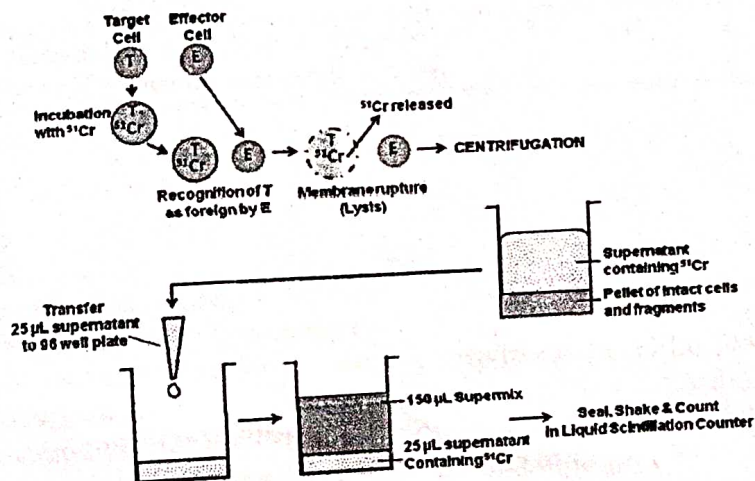 Target
Cell
Effector
Cell
T
E
Incubation
with ⁵¹Cr
T
⁵¹Cr
T
⁵¹Cr
E
Recognition of T
as foreign by E
T
⁵¹Cr
E
⁵¹Cr released
Membrane rupture
(Lysis)
CENTRIFUGATION
Supernatant
containing ⁵¹Cr
Pellet of intact cells
and fragments
Transfer
25 µL supernatant
to 96 well plate
150 µL Supermix
25 µL supernatant
Containing ⁵¹Cr
Seal, Shake & Count
in Liquid Scindllation Counter